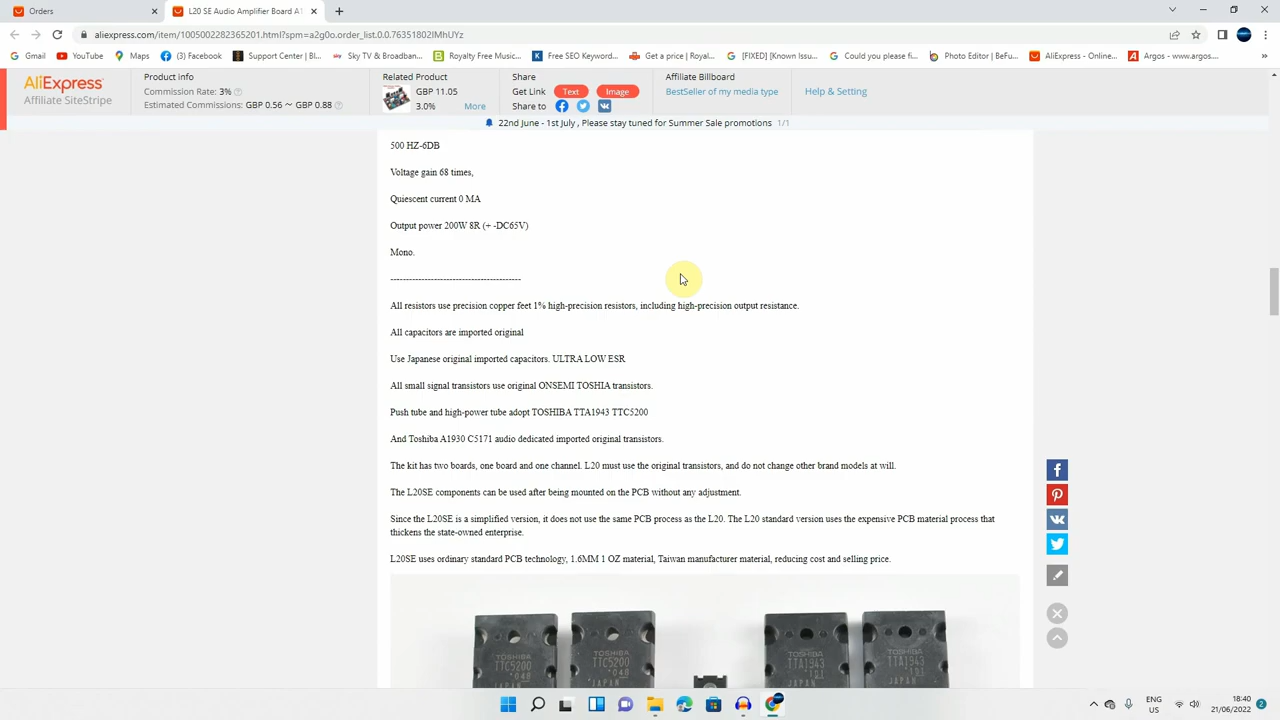 Orders
L20 SE Audio Amplifier Board A1
aliexpress.com/item/1005002282365201.html?spm=a2g0o.order_list.0.0.76351802IMhUYz
Gmail
YouTube
Maps
(3) Facebook
Support Center | Bl...
Sky TV & Broadban...
Royalty Free Music...
Free SEO Keyword...
Get a price | Royal...
[FIXED] [Known Issu...
Could you please fi...
Photo Editor | BeFu...
AliExpress - Online...
Argos - www.argos...
AliExpress
Affiliate SiteStripe
Product info
Commission Rate: 3%
Estimated Commissions: GBP 0.56 ~ GBP 0.88
Related Product
GBP 11.05
3.0%
More
Share
Get Link
Text
Image
Share to
Affiliate Billboard
BestSeller of my media type
Help & Setting
22nd June - 1st July , Please stay tuned for Summer Sale promotions 1/1
500 HZ-6DB
Voltage gain 68 times,
Quiescent current 0 MA
Output power 200W 8R (+ -DC65V)
Mono.
----------------------------------------
All resistors use precision copper feet 1% high-precision resistors, including high-precision output resistance.
All capacitors are imported original
Use Japanese original imported capacitors. ULTRA LOW ESR
All small signal transistors use original ONSEMI TOSHIA transistors.
Push tube and high-power tube adopt TOSHIBA TTA1943 TTC5200
And Toshiba A1930 C5171 audio dedicated imported original transistors.
The kit has two boards, one board and one channel. L20 must use the original transistors, and do not change other brand models at will.
The L20SE components can be used after being mounted on the PCB without any adjustment.
Since the L20SE is a simplified version, it does not use the same PCB process as the L20. The L20 standard version uses the expensive PCB material process that
thickens the state-owned enterprise.
L20SE uses ordinary standard PCB technology, 1.6MM 1 OZ material, Taiwan manufacturer material, reducing cost and selling price.
TOSHIBA
TTC5200
JAPAN
TOSHIBA
TTC5200
JAPAN
TOSHIBA
TTA1943
JAPAN
TOSHIBA
TTA1943
JAPAN
ENG
US
18:40
21/06/2022
2